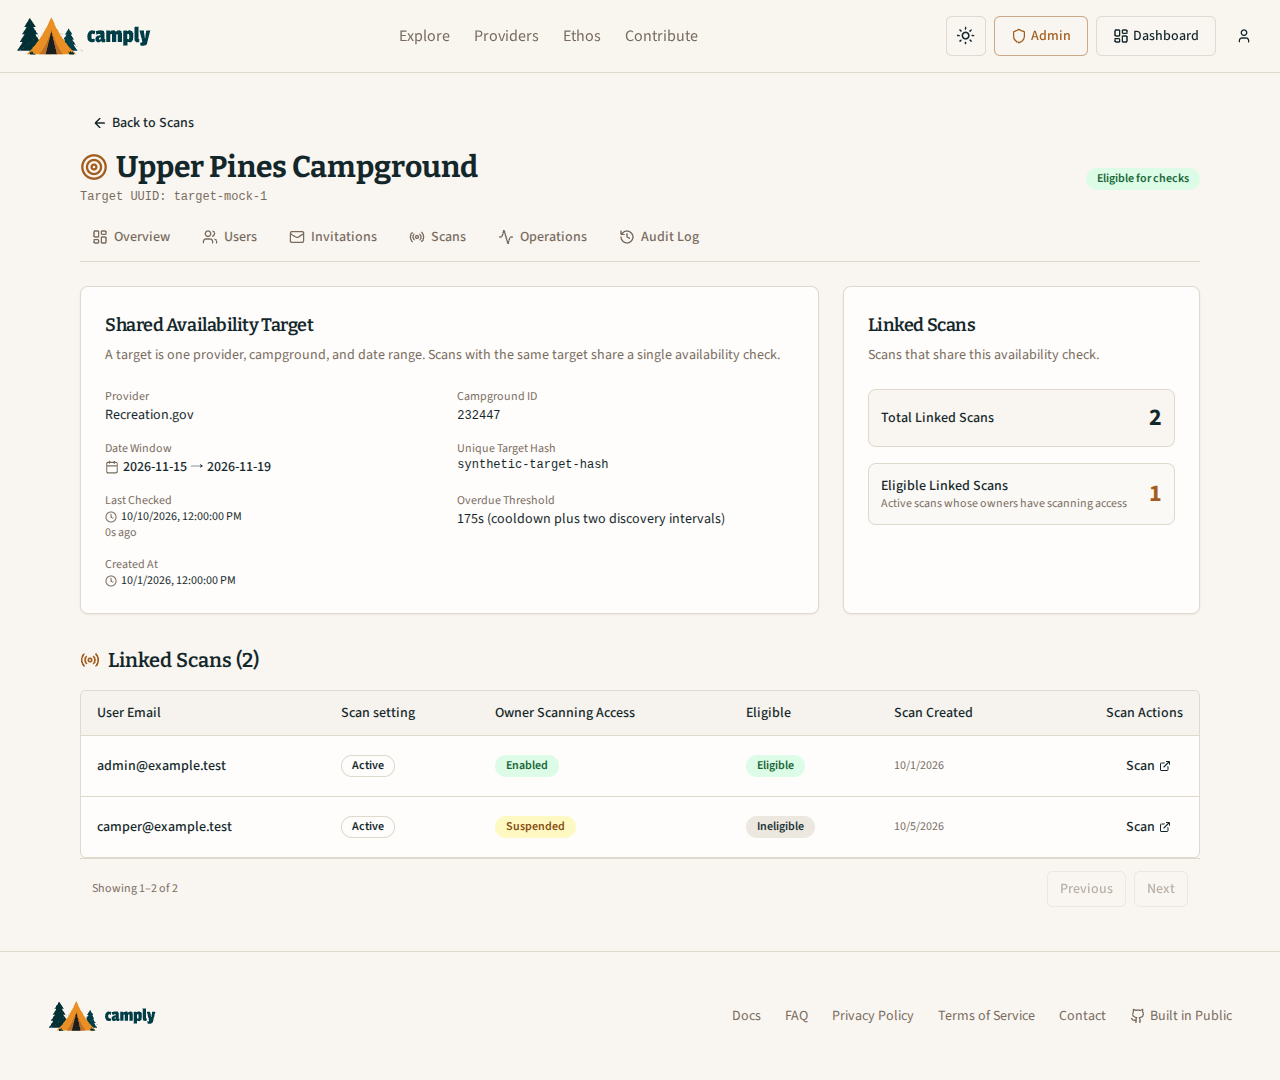 camply
Explore
Providers
Ethos
Contribute
Admin
Dashboard
Back to Scans
Upper Pines Campground
Target UUID: target-mock-1
Eligible for checks
Overview
Users
Invitations
Scans
Operations
Audit Log
Shared Availability Target
A target is one provider, campground, and date range. Scans with the same target share a single availability check.
Provider
Recreation.gov
Campground ID
232447
Date Window
2026-11-15 → 2026-11-19
Unique Target Hash
synthetic-target-hash
Last Checked
10/10/2026, 12:00:00 PM
0s ago
Overdue Threshold
175s (cooldown plus two discovery intervals)
Created At
10/1/2026, 12:00:00 PM
Linked Scans
Scans that share this availability check.
Total Linked Scans
2
Eligible Linked Scans
Active scans whose owners have scanning access
1
Linked Scans (2)
User Email
Scan setting
Owner Scanning Access
Eligible
Scan Created
Scan Actions
admin@example.test
Active
Enabled
Eligible
10/1/2026
Scan
camper@example.test
Active
Suspended
Ineligible
10/5/2026
Scan
Showing 1–2 of 2
Previous
Next
camply
Docs
FAQ
Privacy Policy
Terms of Service
Contact
Built in Public